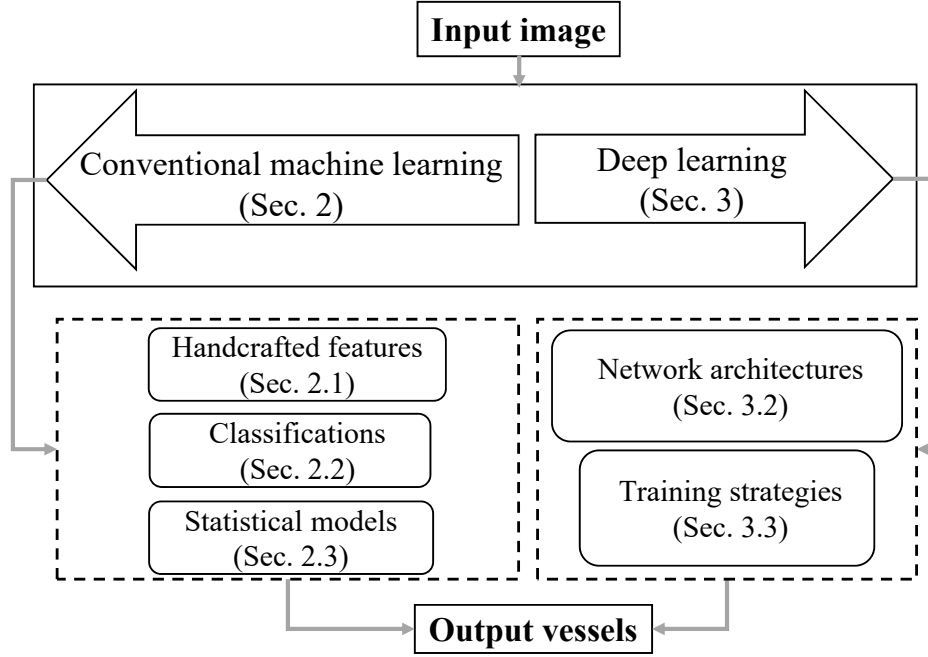 Input image
Conventional machine learning
(Sec. 2)
Deep learning
(Sec. 3)
Handcrafted features
(Sec. 2.1)
Classifications
(Sec. 2.2)
Statistical models
(Sec. 2.3)
Network architectures
(Sec. 3.2)
Training strategies
(Sec. 3.3)
Output vessels